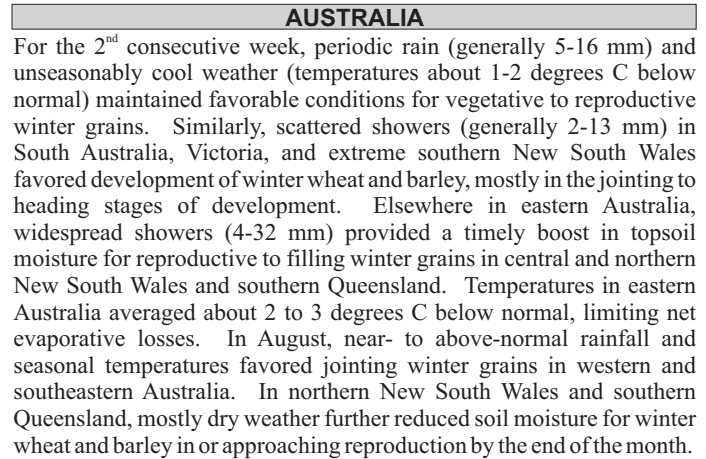 AUSTRALIA
For the 2nd consecutive week, periodic rain (generally 5-16 mm) and
unseasonably cool weather (temperatures about 1-2 degrees C below
normal) maintained favorable conditions for vegetative to reproductive
winter grains. Similarly, scattered showers (generally 2-13 mm) in
South Australia, Victoria, and extreme southern New South Wales
favored development of winter wheat and barley, mostly in the jointing to
heading stages of development. Elsewhere in eastern Australia,
widespread showers (4-32 mm) provided a timely boost in topsoil
moisture for reproductive to filling winter grains in central and northern
New South Wales and southern Queensland. Temperatures in eastern
Australia averaged about 2 to 3 degrees C below normal, limiting net
evaporative losses. In August, near- to above-normal rainfall and
seasonal temperatures favored jointing winter grains in western and
southeastern Australia. In northern New South Wales and southern
Queensland, mostly dry weather further reduced soil moisture for winter
wheat and barley in or approaching reproduction by the end of the month.